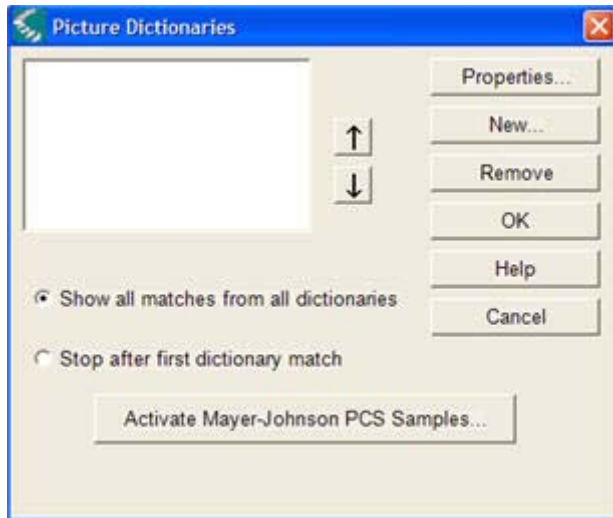 Picture Dictionaries
Properties...
New...
Remove
OK
Help
Cancel
Show all matches from all dictionaries
Stop after first dictionary match
Activate Mayer-Johnson PCS Samples...